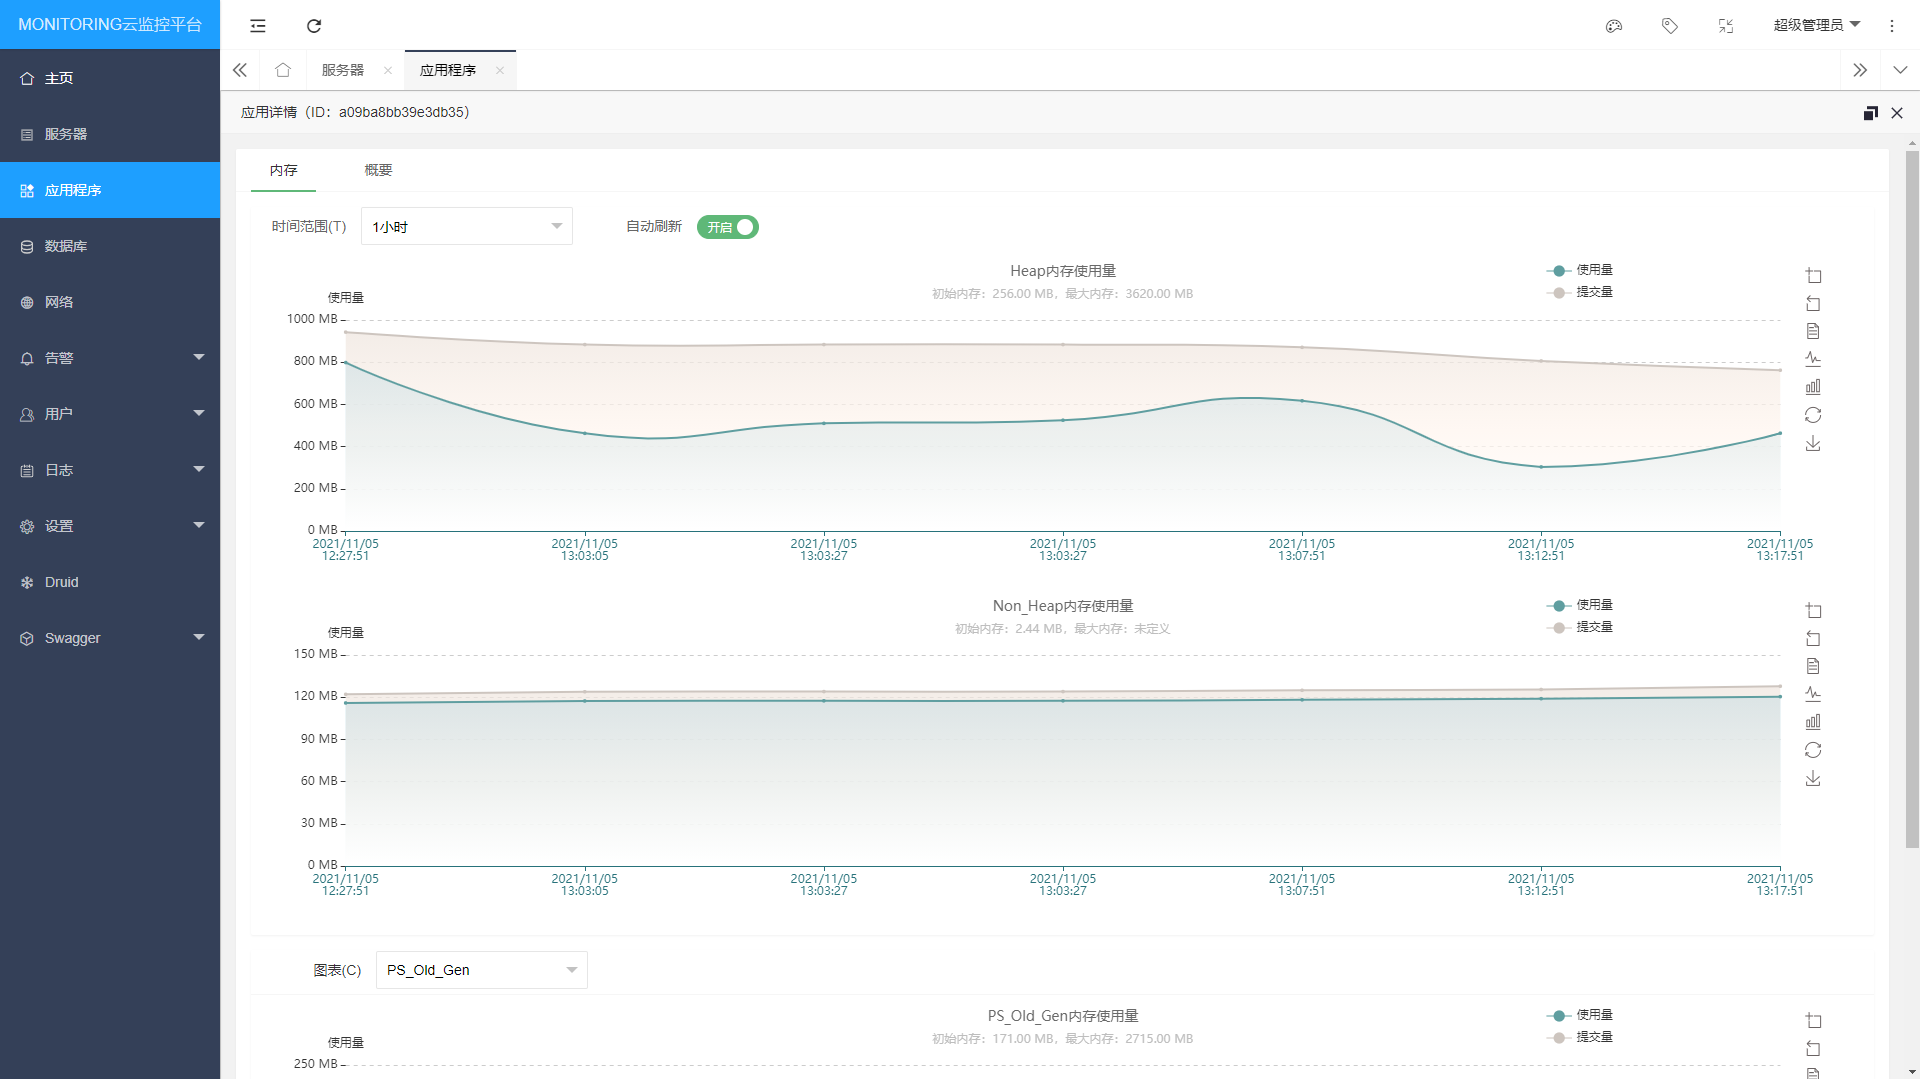 MONITORING云监控平台
超级管理员
主页
服务器
应用程序
数据库
网络
告警
用户
日志
设置
Druid
Swagger
服务器
应用程序
应用详情（ID：a09ba8bb39e3db35）
内存 概要
时间范围(T) 1小时 自动刷新 开启
Heap内存使用量
初始内存：256.00 MB，最大内存：3620.00 MB
使用量
提交量
使用量
1000 MB
800 MB
600 MB
400 MB
200 MB
0 MB
2021/11/05 12:27:51
2021/11/05 13:03:05
2021/11/05 13:03:27
2021/11/05 13:03:27
2021/11/05 13:07:51
2021/11/05 13:12:51
2021/11/05 13:17:51
Non_Heap内存使用量
初始内存：2.44 MB，最大内存：未定义
使用量
提交量
使用量
150 MB
120 MB
90 MB
60 MB
30 MB
0 MB
2021/11/05 12:27:51
2021/11/05 13:03:05
2021/11/05 13:03:27
2021/11/05 13:03:27
2021/11/05 13:07:51
2021/11/05 13:12:51
2021/11/05 13:17:51
图表(C) PS_Old_Gen
PS_Old_Gen内存使用量
初始内存：171.00 MB，最大内存：2715.00 MB
使用量
提交量
使用量
250 MB